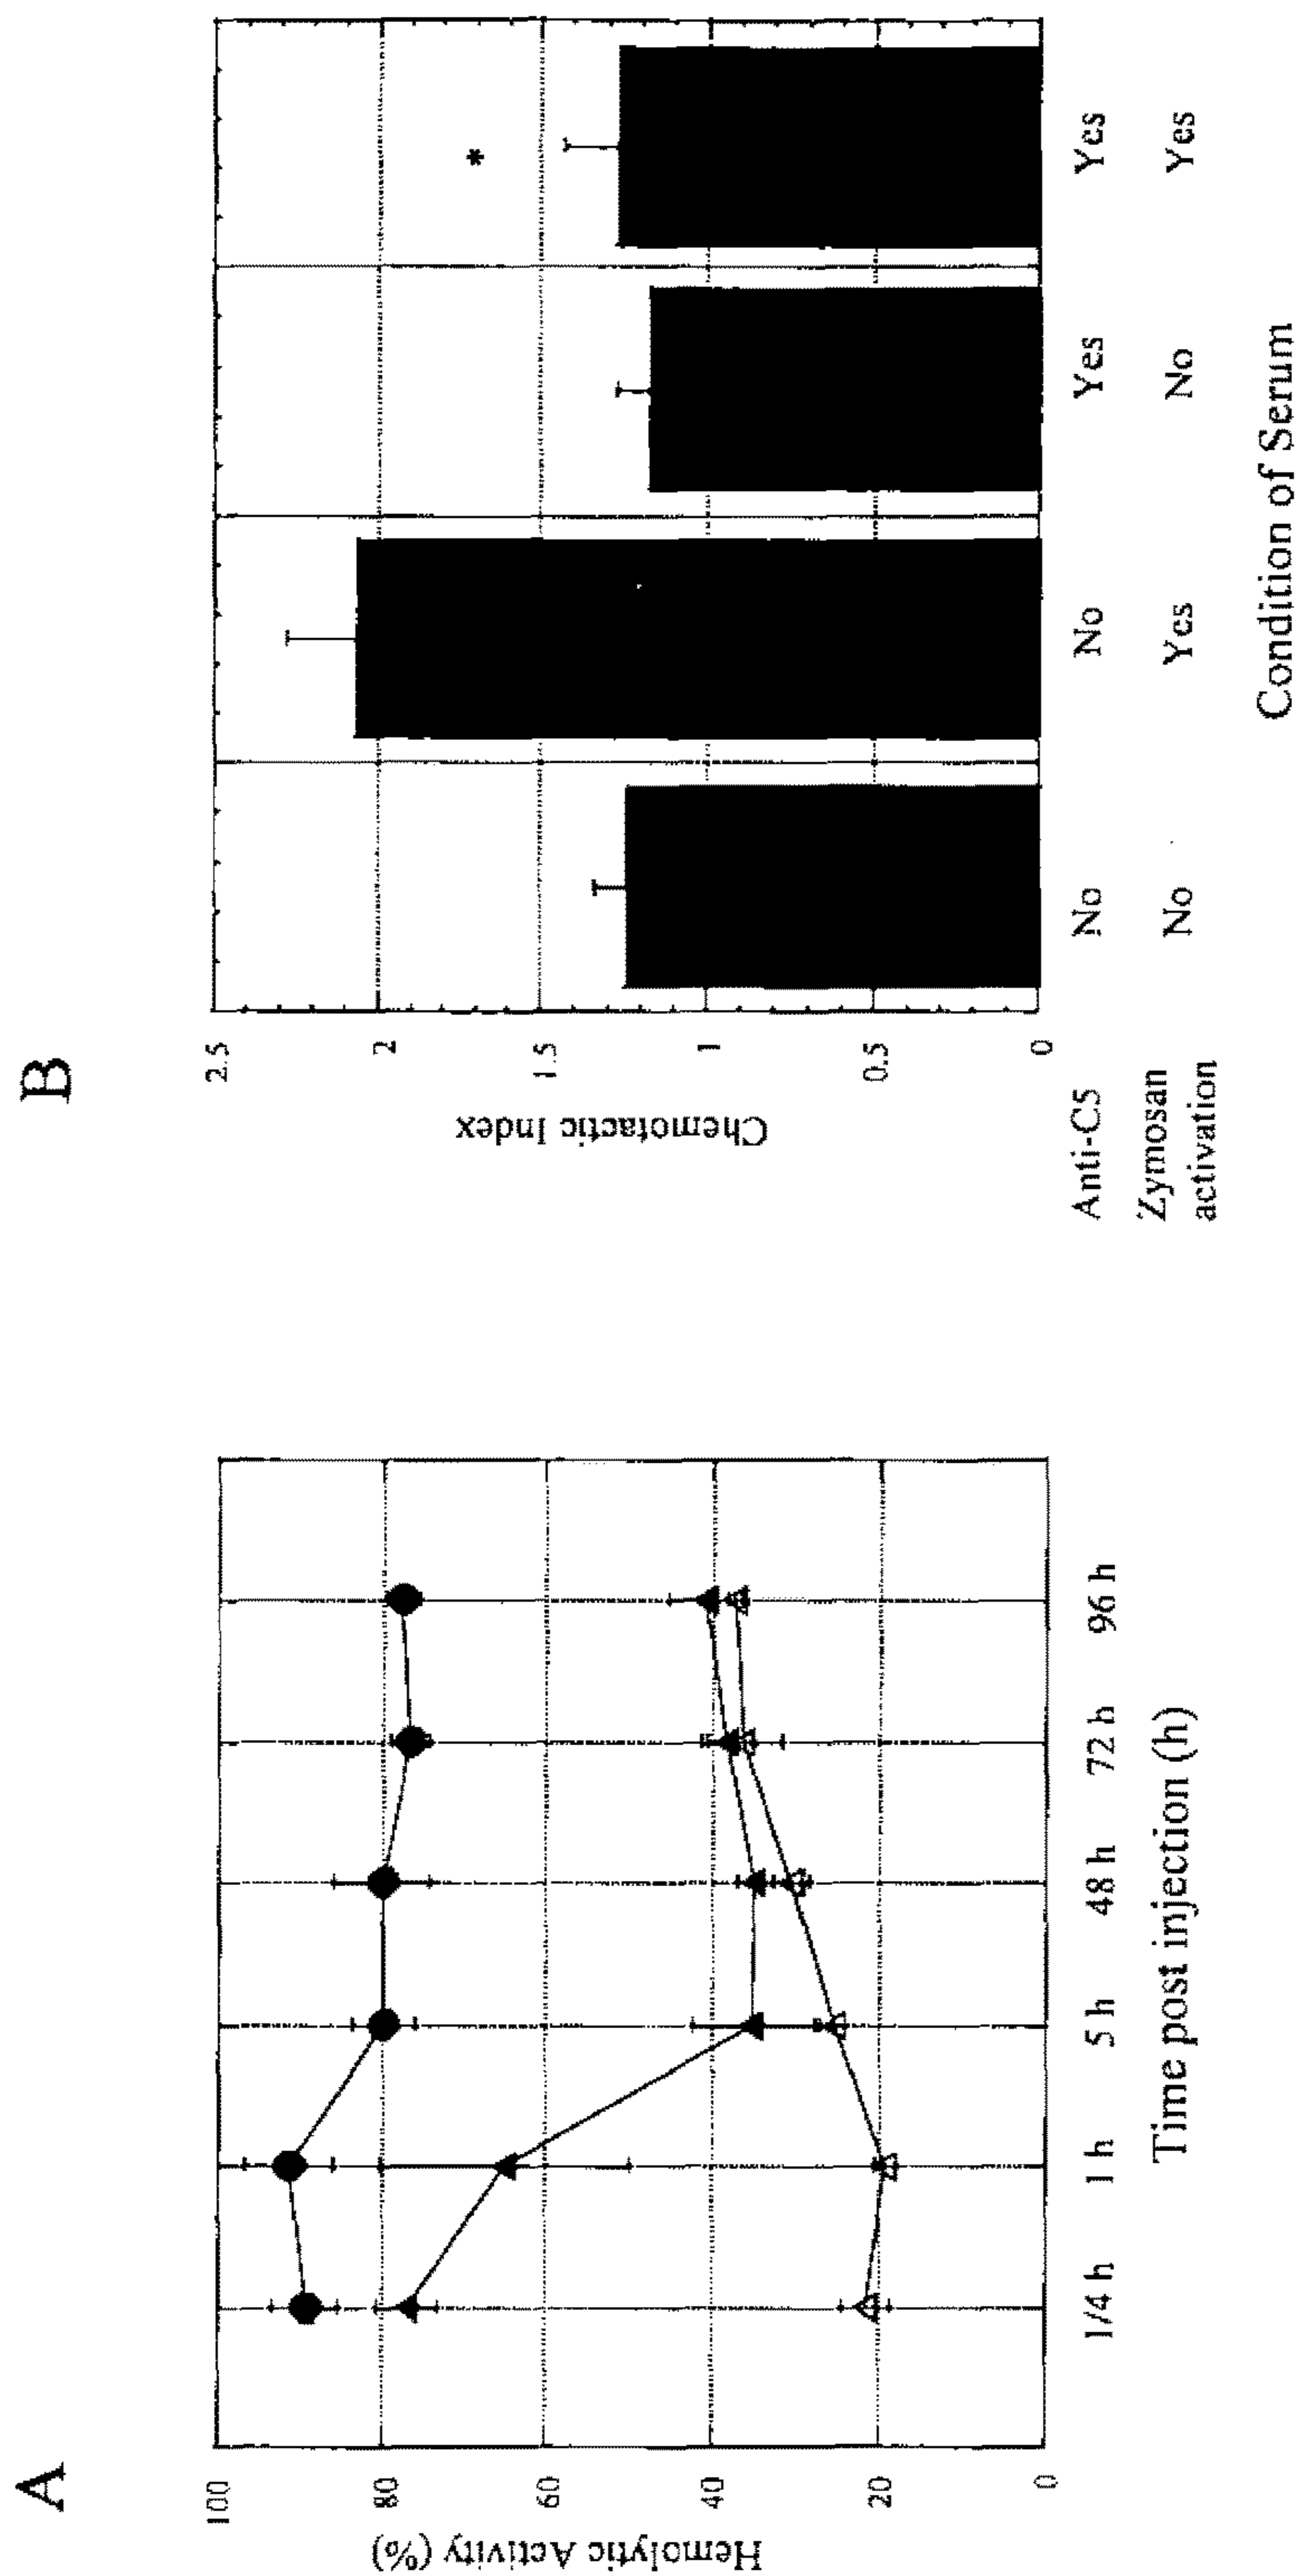 A
Hemolytic Activity (%)
100
80
60
40
20
0
1/4 h 1 h 5 h 48 h 72 h 96 h
Time post injection (h)
B
Chemotactic Index
2.5
2
1.5
1
0.5
0
Anti-C5 No No Yes Yes
Zymosan
activation No Yes No Yes
*
Condition of Serum